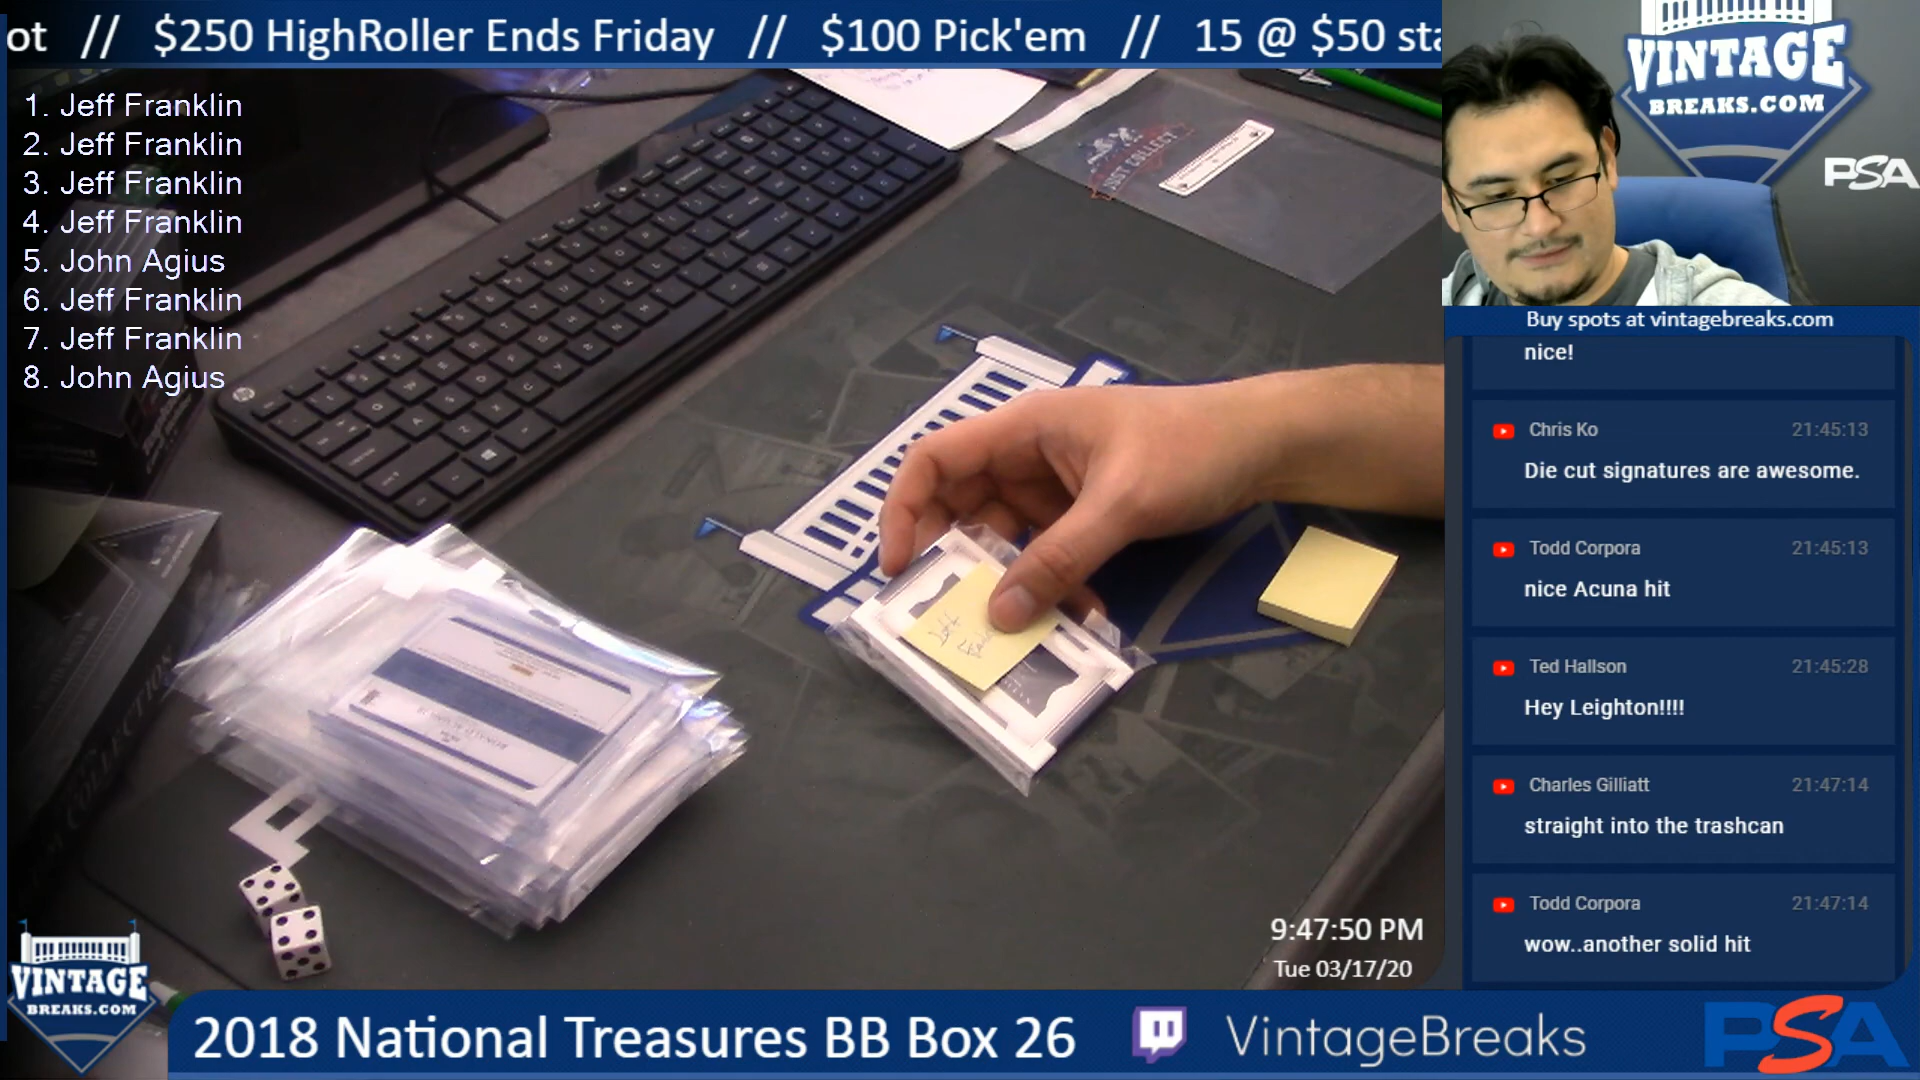 ot // $250 HighRoller Ends Friday // $100 Pick'em // 15 @ $50 sta
1. Jeff Franklin
2. Jeff Franklin
3. Jeff Franklin
4. Jeff Franklin
5. John Agius
6. Jeff Franklin
7. Jeff Franklin
8. John Agius
JUST COLLECT
VINTAGE
BREAKS.COM
PSA
Buy spots at vintagebreaks.com
nice!
Chris Ko 21:45:13
Die cut signatures are awesome.
Todd Corpora 21:45:13
nice Acuna hit
Ted Hallson 21:45:28
Hey Leighton!!!!
Charles Gilliatt 21:47:14
straight into the trashcan
Todd Corpora 21:47:14
wow..another solid hit
9:47:50 PM
Tue 03/17/20
VINTAGE
BREAKS.COM
2018 National Treasures BB Box 26
VintageBreaks
PSA